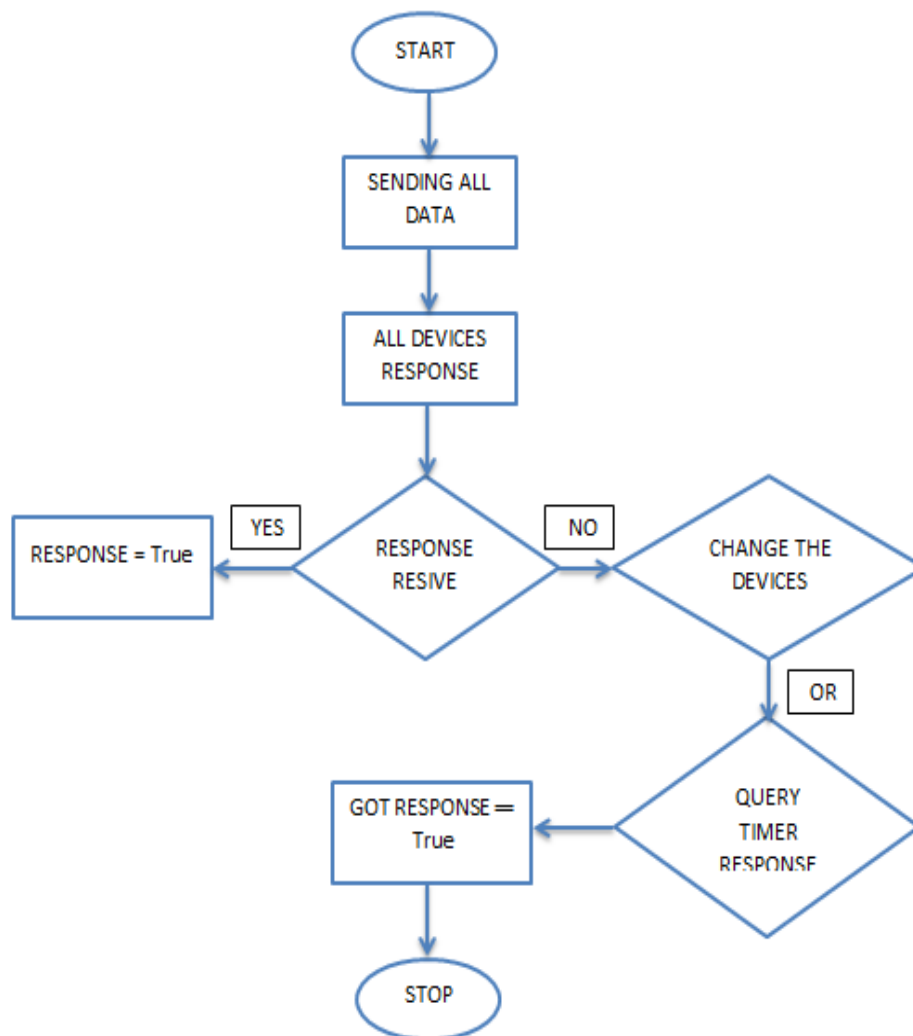 START
SENDING ALL
DATA
ALL DEVICES
RESPONSE
YES
NO
RESPONSE = True
RESPONSE
RESIVE
CHANGE THE
DEVICES
OR
GOT RESPONSE ==
True
QUERY
TIMER
RESPONSE
STOP